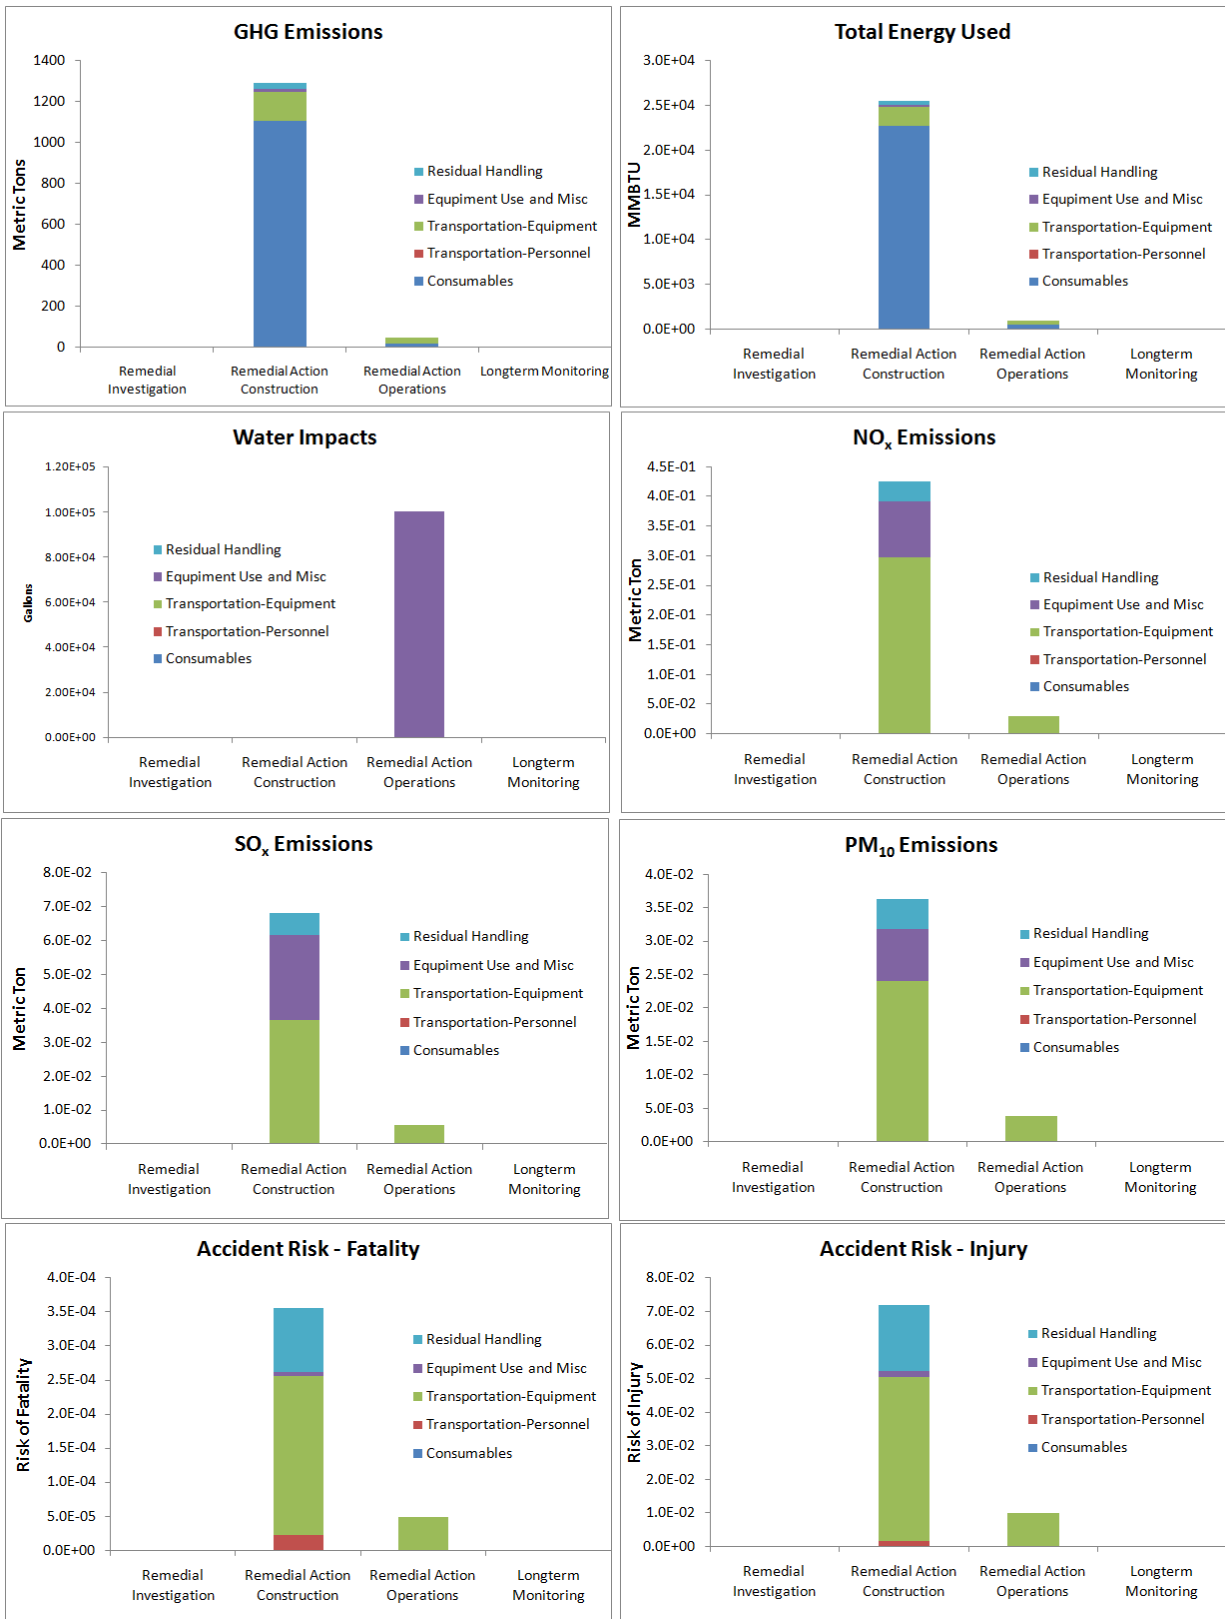 GHG Emissions
1400
1200
1000
800
600
400
200
0
Metric Tons
Residual Handling
Equpiment Use and Misc
Transportation-Equipment
Transportation-Personnel
Consumables
Remedial Investigation
Remedial Action Construction
Remedial Action Operations
Longterm Monitoring
Total Energy Used
3.0E+04
2.5E+04
2.0E+04
1.5E+04
1.0E+04
5.0E+03
0.0E+00
MMBTU
Residual Handling
Equpiment Use and Misc
Transportation-Equipment
Transportation-Personnel
Consumables
Remedial Investigation
Remedial Action Construction
Remedial Action Operations
Longterm Monitoring
Water Impacts
1.20E+05
1.00E+05
8.00E+04
6.00E+04
4.00E+04
2.00E+04
0.00E+00
Gallons
Residual Handling
Equpiment Use and Misc
Transportation-Equipment
Transportation-Personnel
Consumables
Remedial Investigation
Remedial Action Construction
Remedial Action Operations
Longterm Monitoring
NOx Emissions
4.5E-01
4.0E-01
3.5E-01
3.0E-01
2.5E-01
2.0E-01
1.5E-01
1.0E-01
5.0E-02
0.0E+00
Metric Ton
Residual Handling
Equpiment Use and Misc
Transportation-Equipment
Transportation-Personnel
Consumables
Remedial Investigation
Remedial Action Construction
Remedial Action Operations
Longterm Monitoring
SOx Emissions
8.0E-02
7.0E-02
6.0E-02
5.0E-02
4.0E-02
3.0E-02
2.0E-02
1.0E-02
0.0E+00
Metric Ton
Residual Handling
Equpiment Use and Misc
Transportation-Equipment
Transportation-Personnel
Consumables
Remedial Investigation
Remedial Action Construction
Remedial Action Operations
Longterm Monitoring
PM10 Emissions
4.0E-02
3.5E-02
3.0E-02
2.5E-02
2.0E-02
1.5E-02
1.0E-02
5.0E-03
0.0E+00
Metric Ton
Residual Handling
Equpiment Use and Misc
Transportation-Equipment
Transportation-Personnel
Consumables
Remedial Investigation
Remedial Action Construction
Remedial Action Operations
Longterm Monitoring
Accident Risk - Fatality
4.0E-04
3.5E-04
3.0E-04
2.5E-04
2.0E-04
1.5E-04
1.0E-04
5.0E-05
0.0E+00
Risk of Fatality
Residual Handling
Equpiment Use and Misc
Transportation-Equipment
Transportation-Personnel
Consumables
Remedial Investigation
Remedial Action Construction
Remedial Action Operations
Longterm Monitoring
Accident Risk - Injury
8.0E-02
7.0E-02
6.0E-02
5.0E-02
4.0E-02
3.0E-02
2.0E-02
1.0E-02
0.0E+00
Risk of Injury
Residual Handling
Equpiment Use and Misc
Transportation-Equipment
Transportation-Personnel
Consumables
Remedial Investigation
Remedial Action Construction
Remedial Action Operations
Longterm Monitoring